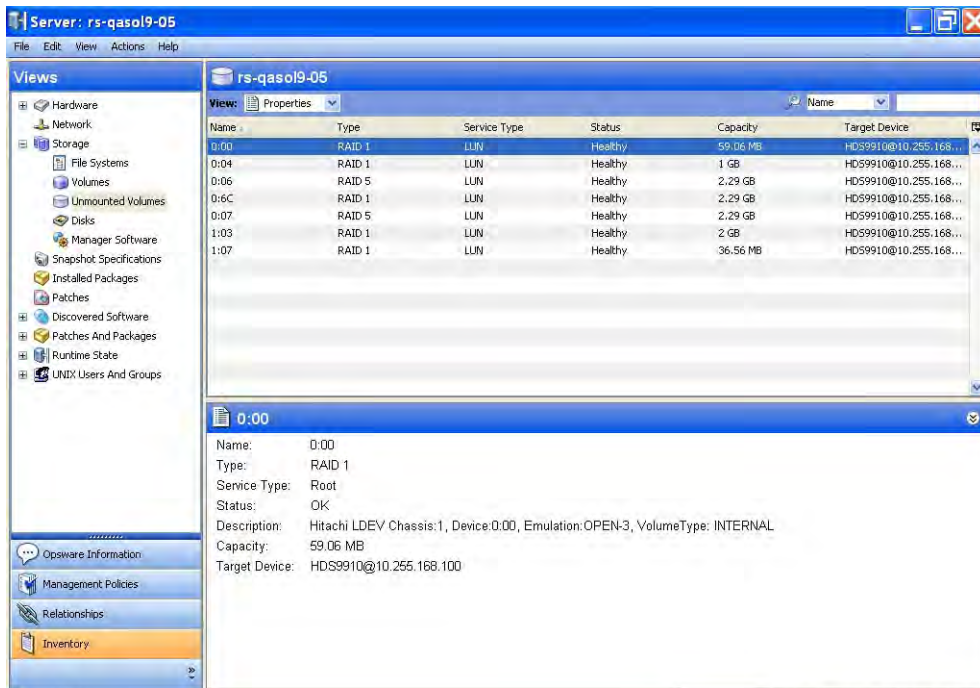 Server: rs-qasol9-05
File Edit View Actions Help
Views
Hardware
Network
Storage
File Systems
Volumes
Unmounted Volumes
Disks
Manager Software
Snapshot Specifications
Installed Packages
Patches
Discovered Software
Patches And Packages
Runtime State
UNIX Users And Groups
Opsware Information
Management Policies
Relationships
Inventory
rs-qasol9-05
View: Properties Name
Name Type Service Type Status Capacity Target Device
0:00 RAID 1 LUN Healthy 59.06 MB HDS9910@10.255.168...
0:04 RAID 1 LUN Healthy 1 GB HDS9910@10.255.168...
0:06 RAID 5 LUN Healthy 2.29 GB HDS9910@10.255.168...
0:6C RAID 1 LUN Healthy 2.29 GB HDS9910@10.255.168...
0:07 RAID 5 LUN Healthy 2.29 GB HDS9910@10.255.168...
1:03 RAID 1 LUN Healthy 2 GB HDS9910@10.255.168...
1:07 RAID 1 LUN Healthy 36.56 MB HDS9910@10.255.168...
0:00
Name: 0:00
Type: RAID 1
Service Type: Root
Status: OK
Description: Hitachi LDEV Chassis:1, Device:0:00, Emulation:OPEN-3, VolumeType: INTERNAL
Capacity: 59.06 MB
Target Device: HDS9910@10.255.168.100